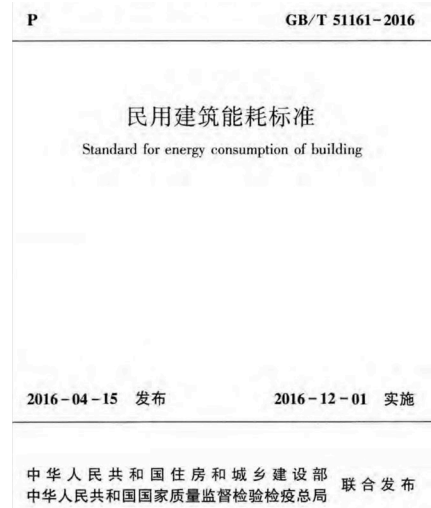 P GB/T 51161-2016
民用建筑能耗标准
Standard for energy consumption of building
2016-04-15 发布 2016-12-01 实施
中华人民共和国住房和城乡建设部
中华人民共和国国家质量监督检验检疫总局 联合发布